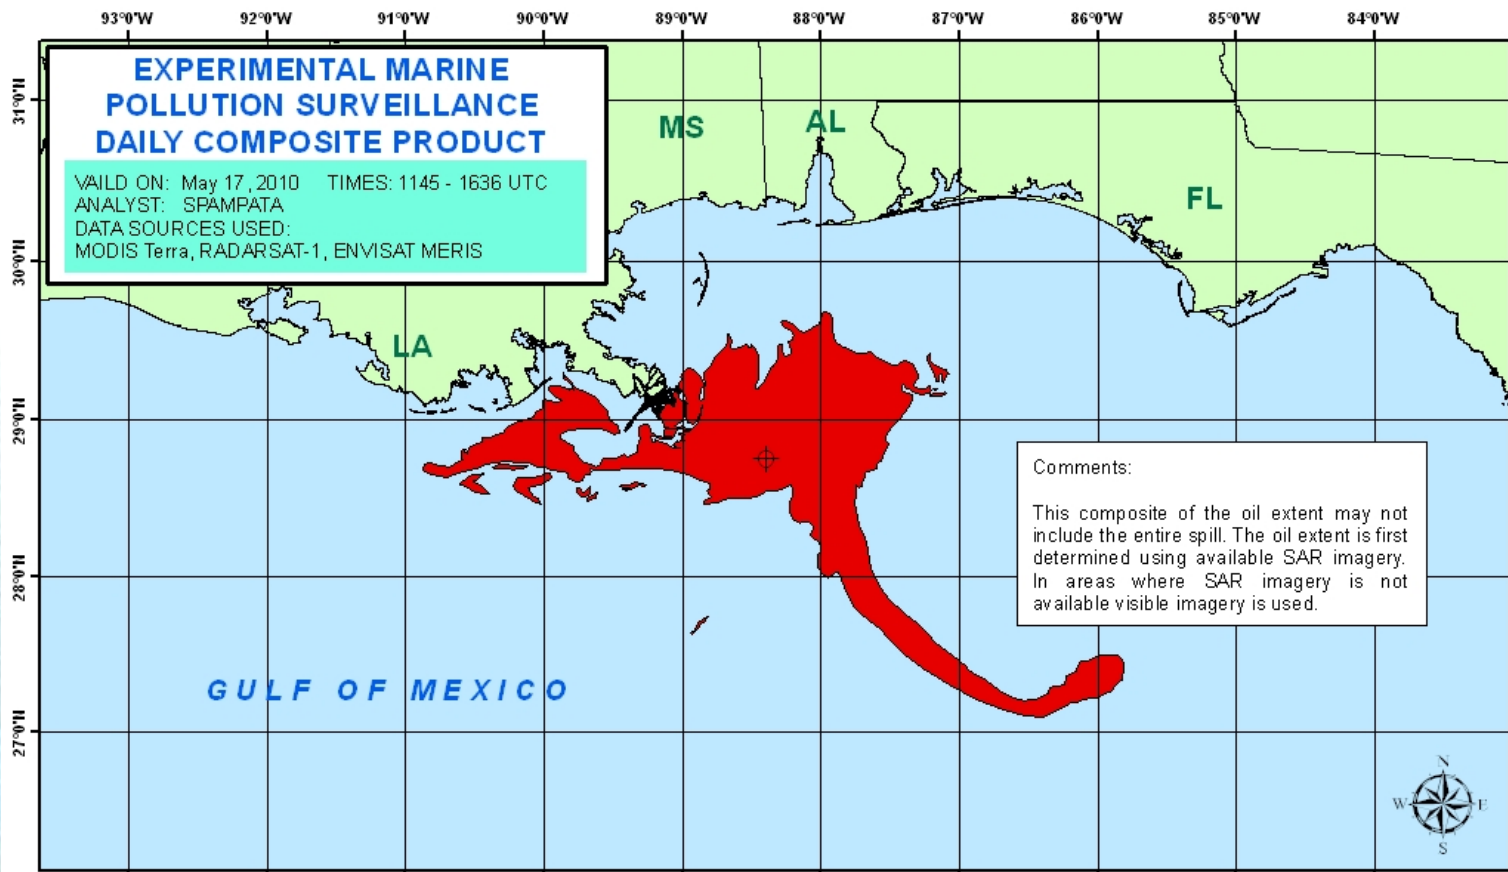 93°0'W 92°0'W 91°0'W 90°0'W 89°0'W 88°0'W 87°0'W 86°0'W 85°0'W 84°0'W
EXPERIMENTAL MARINE
POLLUTION SURVEILLANCE
DAILY COMPOSITE PRODUCT
VAILD ON: May 17, 2010 TIMES: 1145 - 1636 UTC
ANALYST: SPAMPATA
DATA SOURCES USED:
MODIS Terra, RADARSAT-1, ENVISAT MERIS
31°0'N
30°0'N
29°0'N
28°0'N
27°0'N
MS
AL
FL
LA
Comments:
This composite of the oil extent may not
include the entire spill. The oil extent is first
determined using available SAR imagery.
In areas where SAR imagery is not
available visible imagery is used.
GULF OF MEXICO
N
W E
S